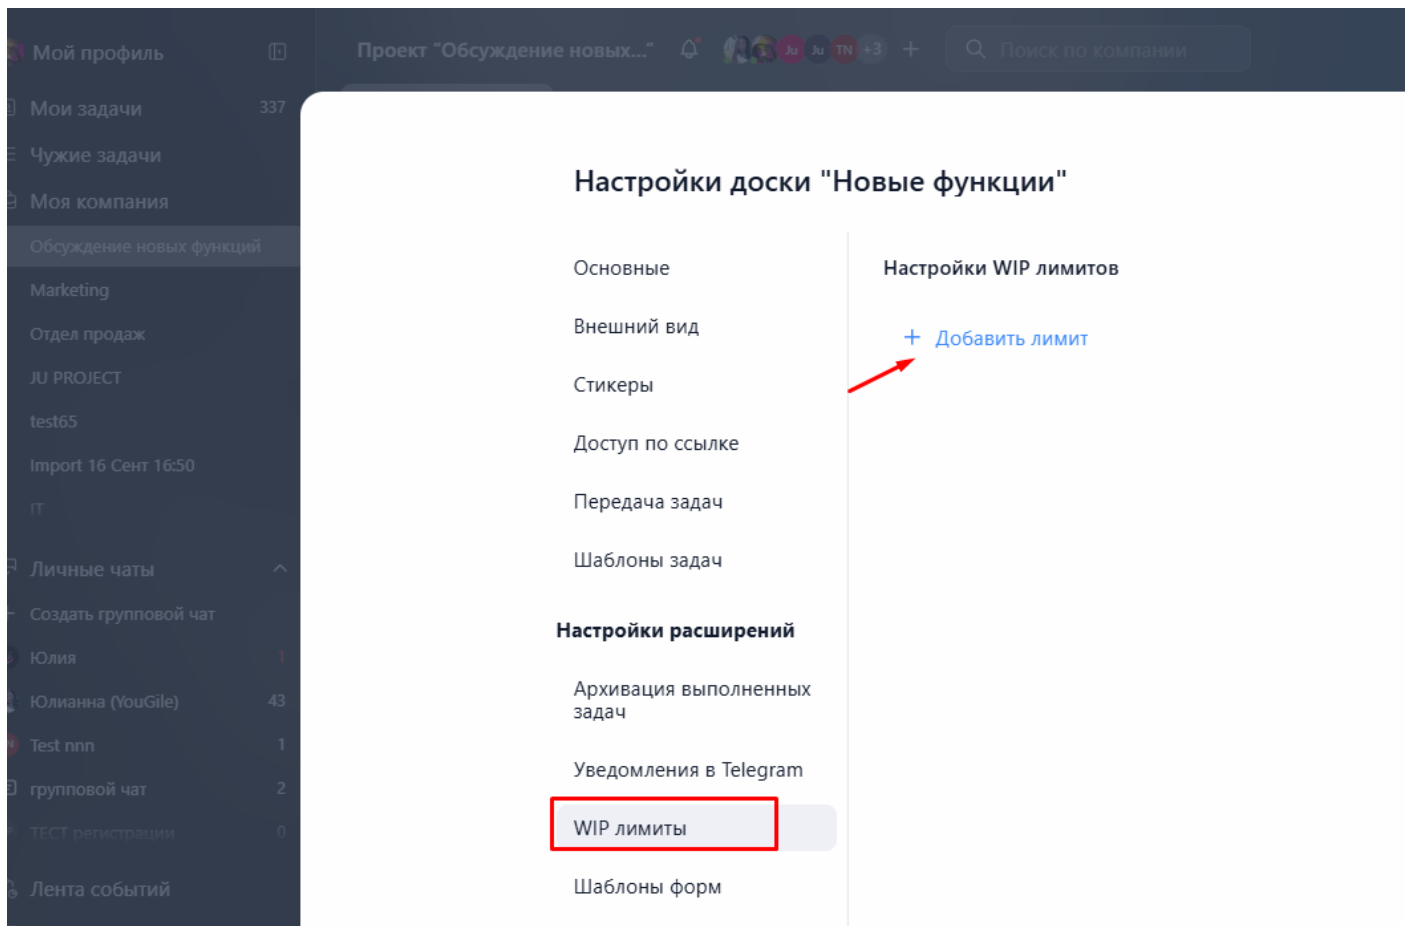 Мой профиль
Проект "Обсуждение новых..."
Ju
Ju
TN
+3
Поиск по компании
Мои задачи 337
Чужие задачи
Моя компания
Обсуждение новых функций
Marketing
Отдел продаж
JU PROJECT
test65
Import 16 Сент 16:50
IT
Личные чаты
Создать групповой чат
Юлия 1
Юлианна (YouGile) 43
Test nnn 1
групповой чат 2
ТЕСТ регистрации 0
Лента событий
Настройки доски "Новые функции"
Основные
Внешний вид
Стикеры
Доступ по ссылке
Передача задач
Шаблоны задач
Настройки расширений
Архивация выполненных
задач
Уведомления в Telegram
WIP лимиты
Шаблоны форм
Настройки WIP лимитов
+ Добавить лимит